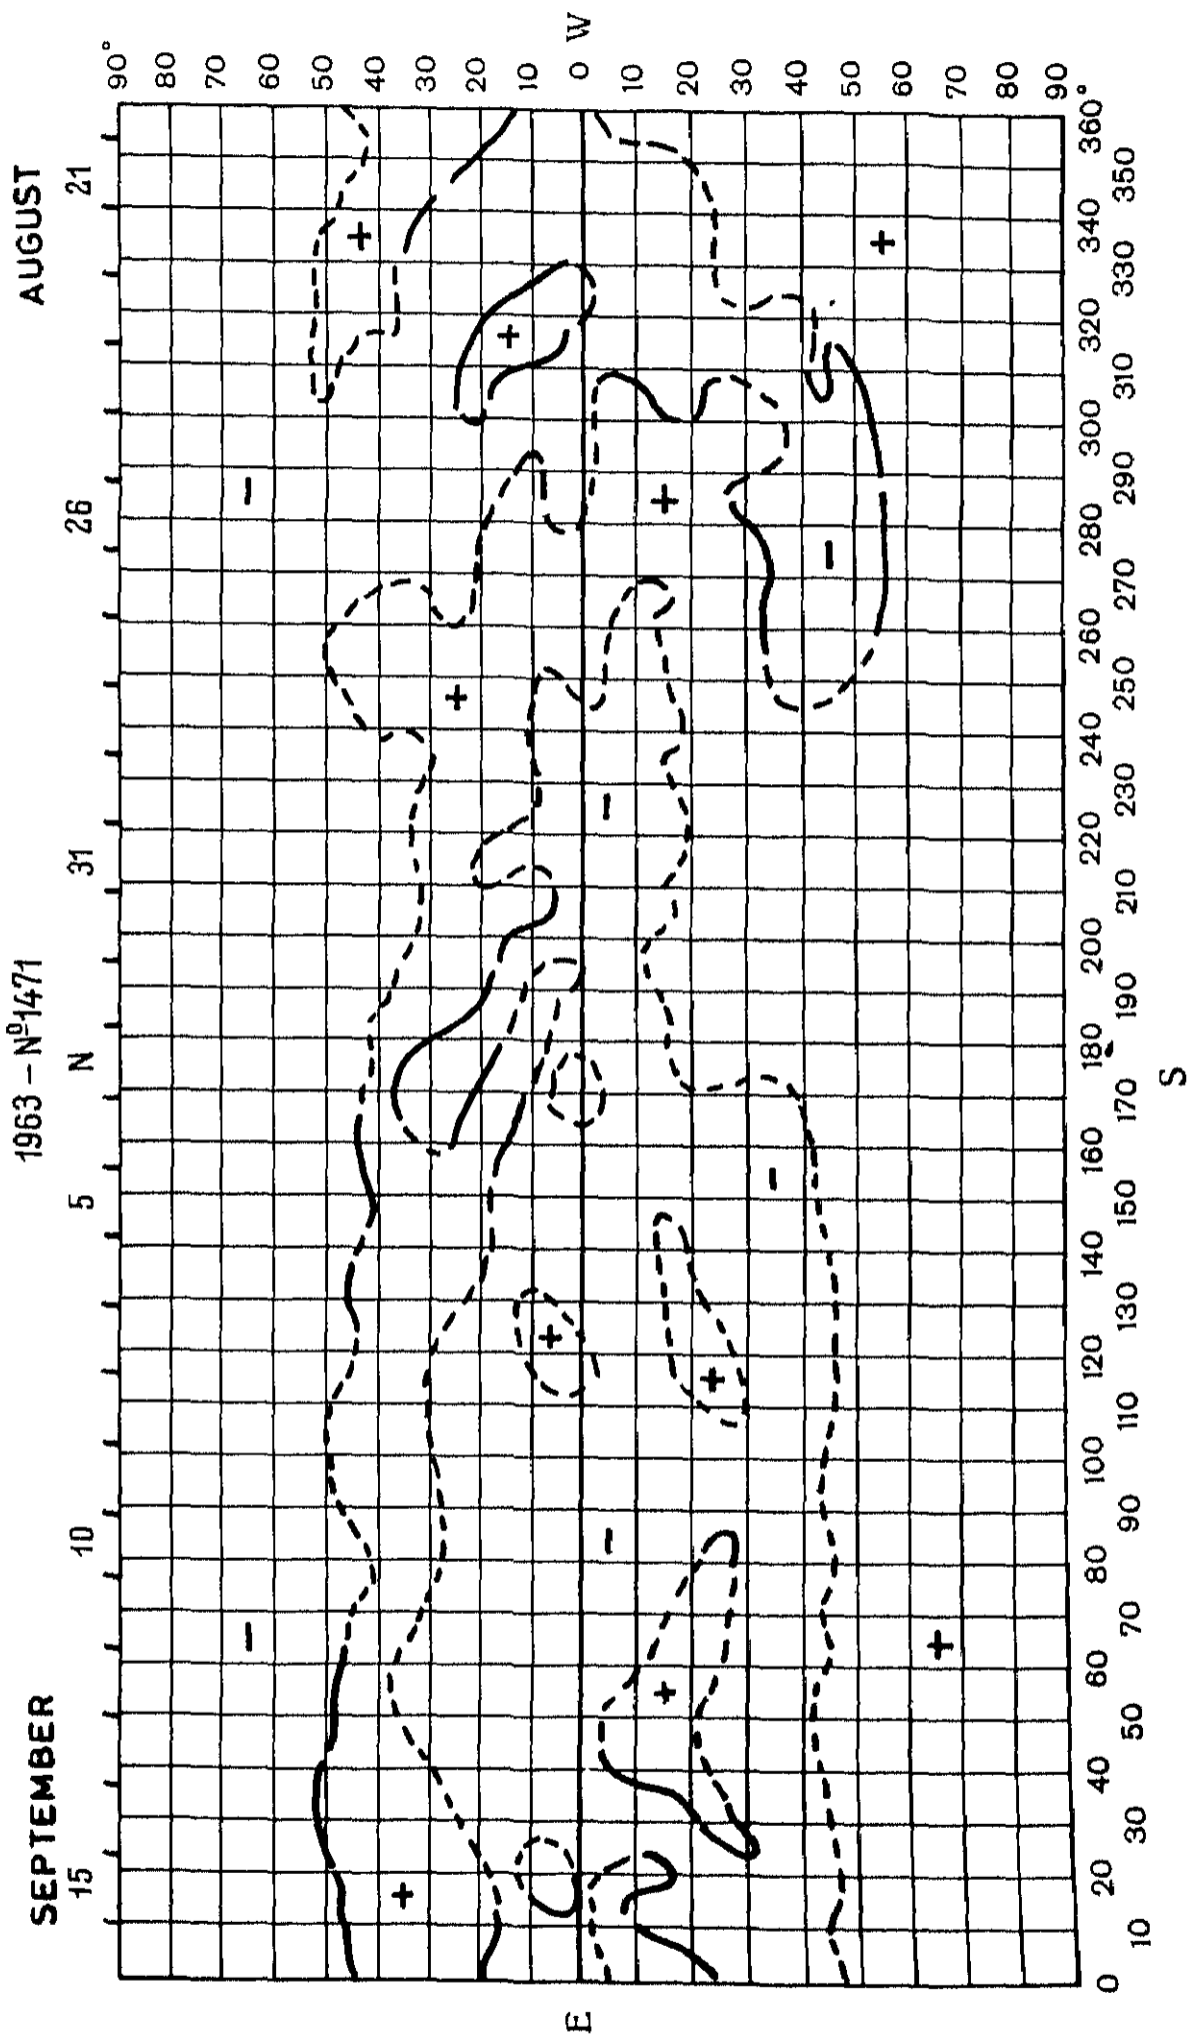 1963 – Nº1471
SEPTEMBER AUGUST
15 10 5 N 31 26 21
90° 80 70 60 50 40 30 20 10 0 10 20 30 40 50 60 70 80 90
E W
+ − + − + −
+ + + +
+ − − − + − + +
0 10 20 30 40 50 60 70 80 90 100 110 120 130 140 150 160 170 180 190 200 210 220 230 240 250 260 270 280 290 300 310 320 330 340 350 360°
S